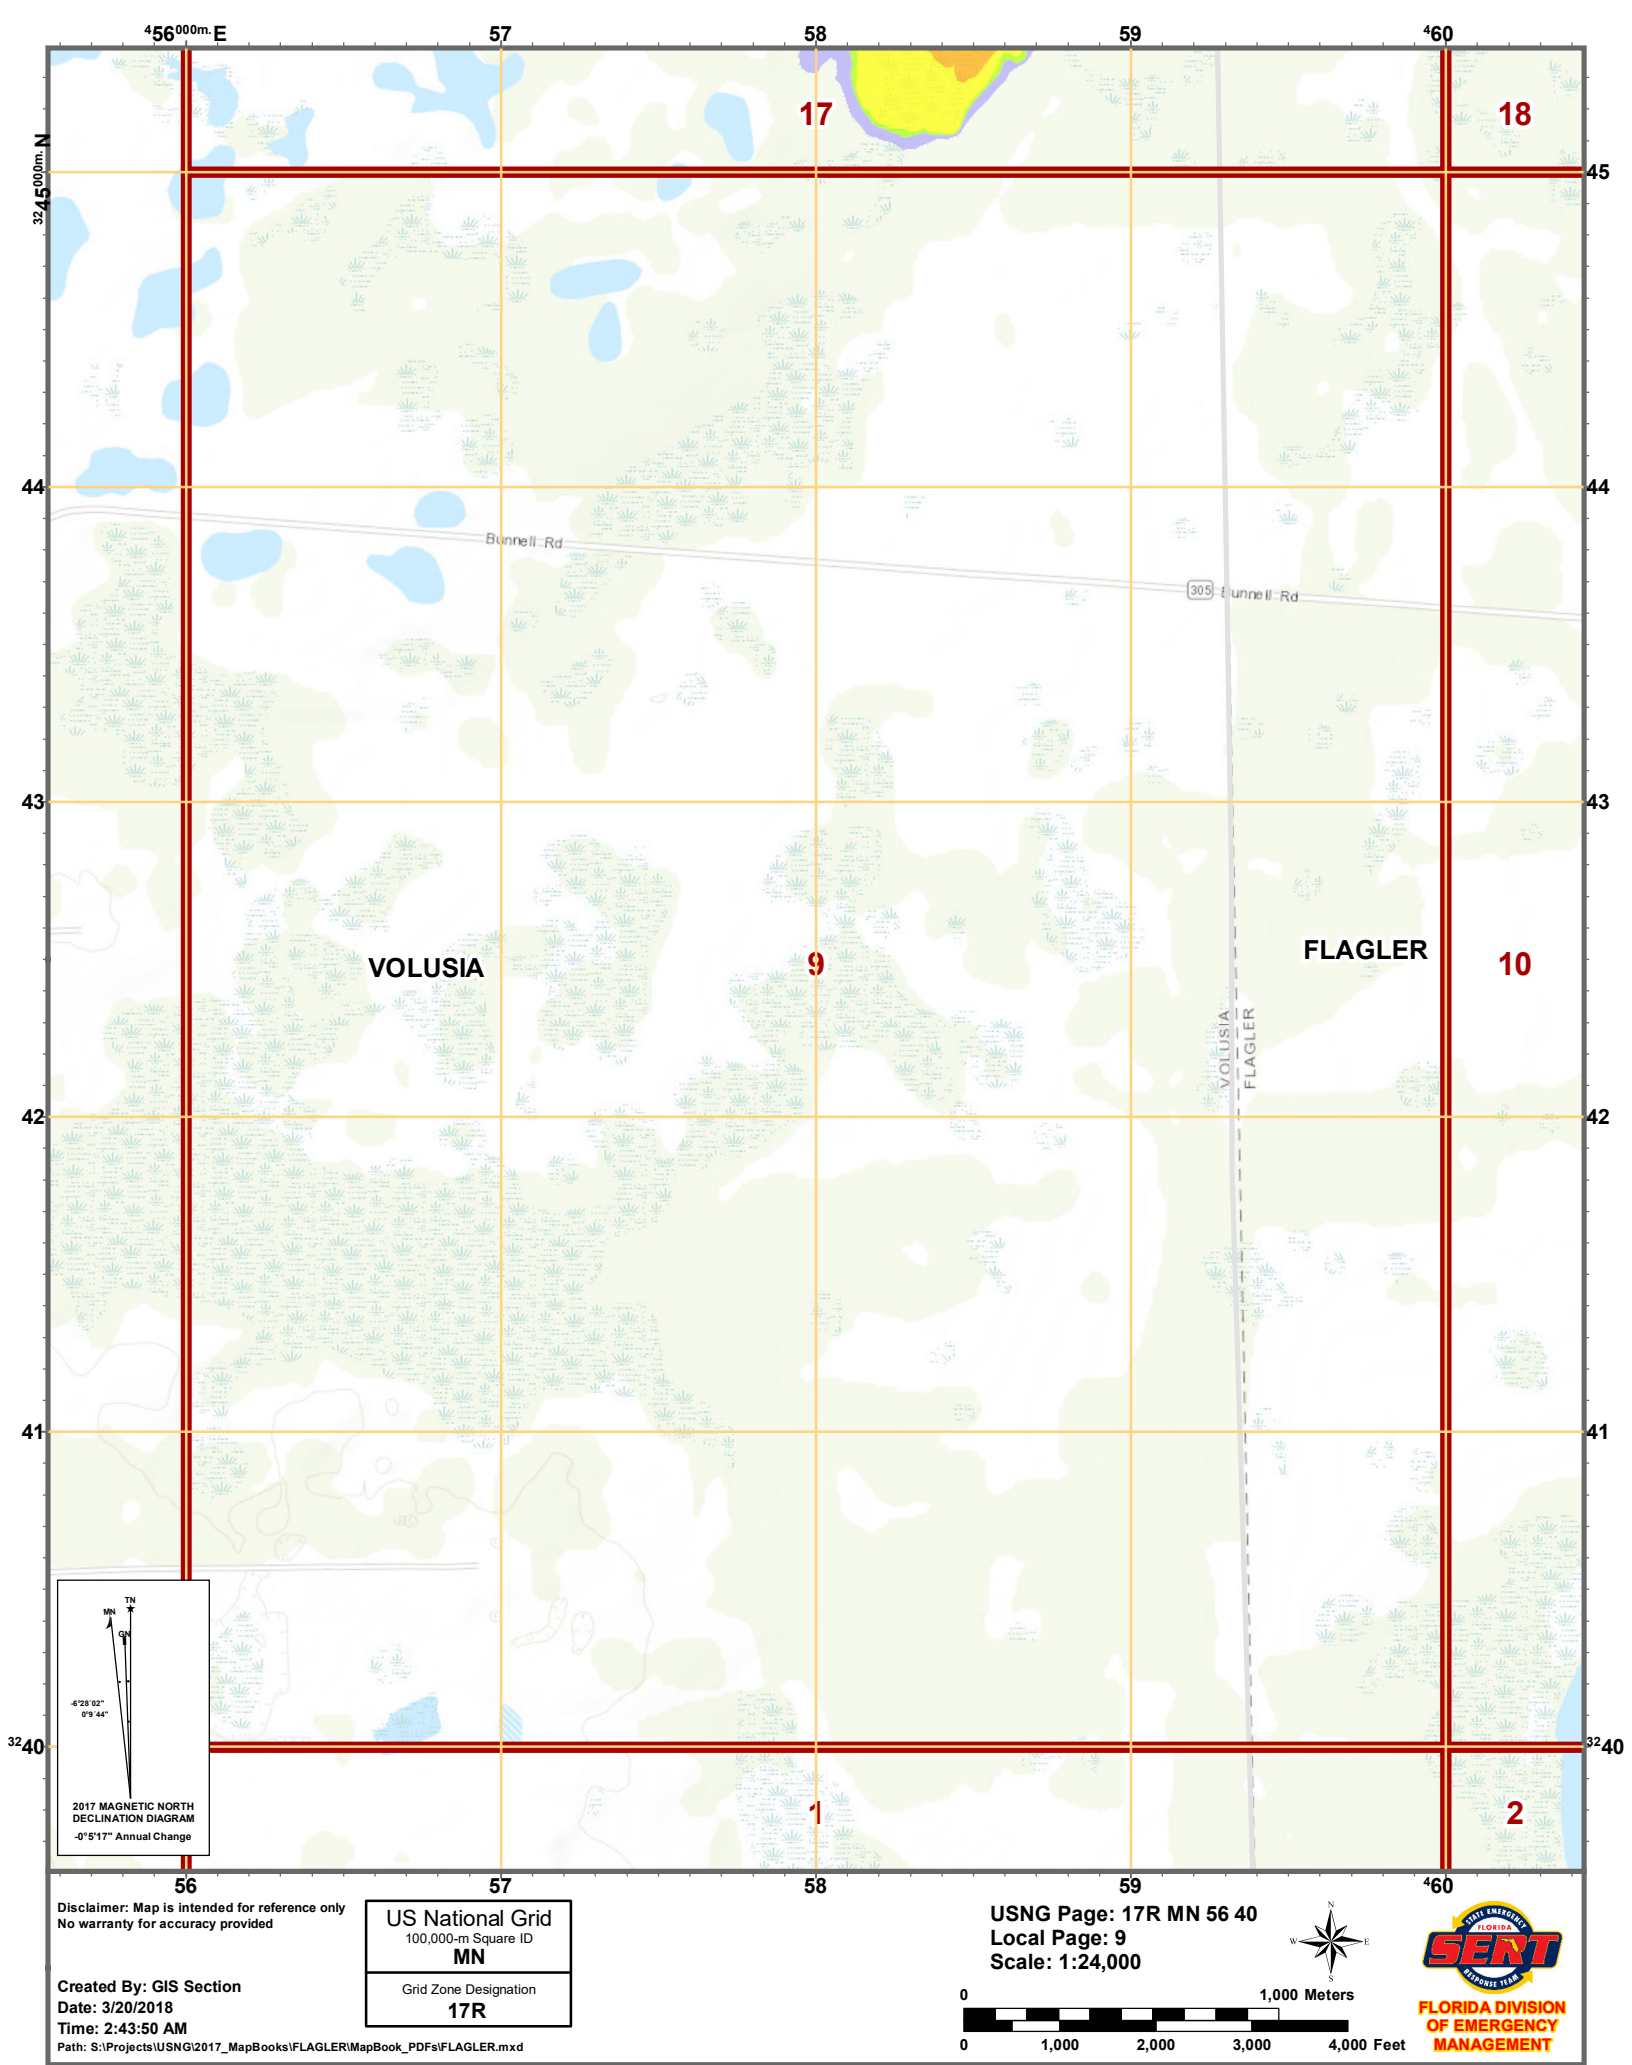 456000m.E 57 58 59 460
17 18
3245000m.N 45
44 44
Bunnell Rd
305 Bunnell Rd
43 43
VOLUSIA 9 FLAGLER 10
VOLUSIA
FLAGLER
42 42
41 41
TN
MN
GN
-6°28'02"
0°9'44"
3240 3240
2017 MAGNETIC NORTH
DECLINATION DIAGRAM
-0°5'17" Annual Change
1 2
56 57 58 59 460
Disclaimer: Map is intended for reference only
No warranty for accuracy provided
Created By: GIS Section
Date: 3/20/2018
Time: 2:43:50 AM
Path: S:\Projects\USNG\2017_MapBooks\FLAGLER\MapBook_PDFs\FLAGLER.mxd
US National Grid
100,000-m Square ID
MN
Grid Zone Designation
17R
USNG Page: 17R MN 56 40
Local Page: 9
Scale: 1:24,000
N
W E
S
0 1,000 Meters
0 1,000 2,000 3,000 4,000 Feet
STATE EMERGENCY
FLORIDA
SERT
RESPONSE TEAM
FLORIDA DIVISION
OF EMERGENCY
MANAGEMENT